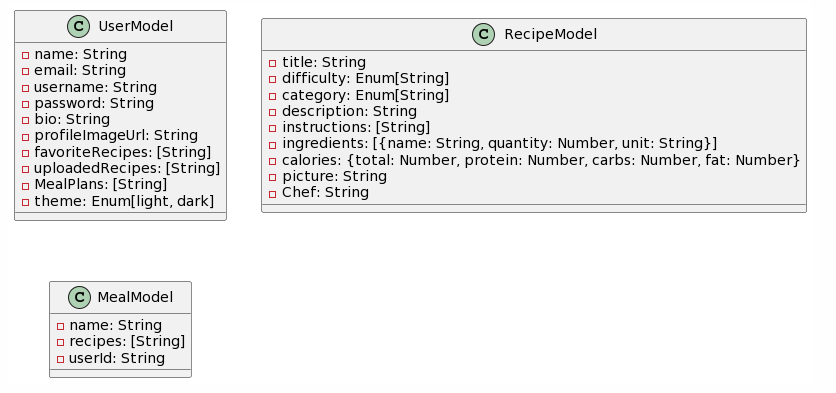 C UserModel
name: String
email: String
username: String
password: String
bio: String
profileImageUrl: String
favoriteRecipes: [String]
uploadedRecipes: [String]
MealPlans: [String]
theme: Enum[light, dark]
C RecipeModel
title: String
difficulty: Enum[String]
category: Enum[String]
description: String
instructions: [String]
ingredients: [{name: String, quantity: Number, unit: String}]
calories: {total: Number, protein: Number, carbs: Number, fat: Number}
picture: String
Chef: String
C MealModel
name: String
recipes: [String]
userId: String